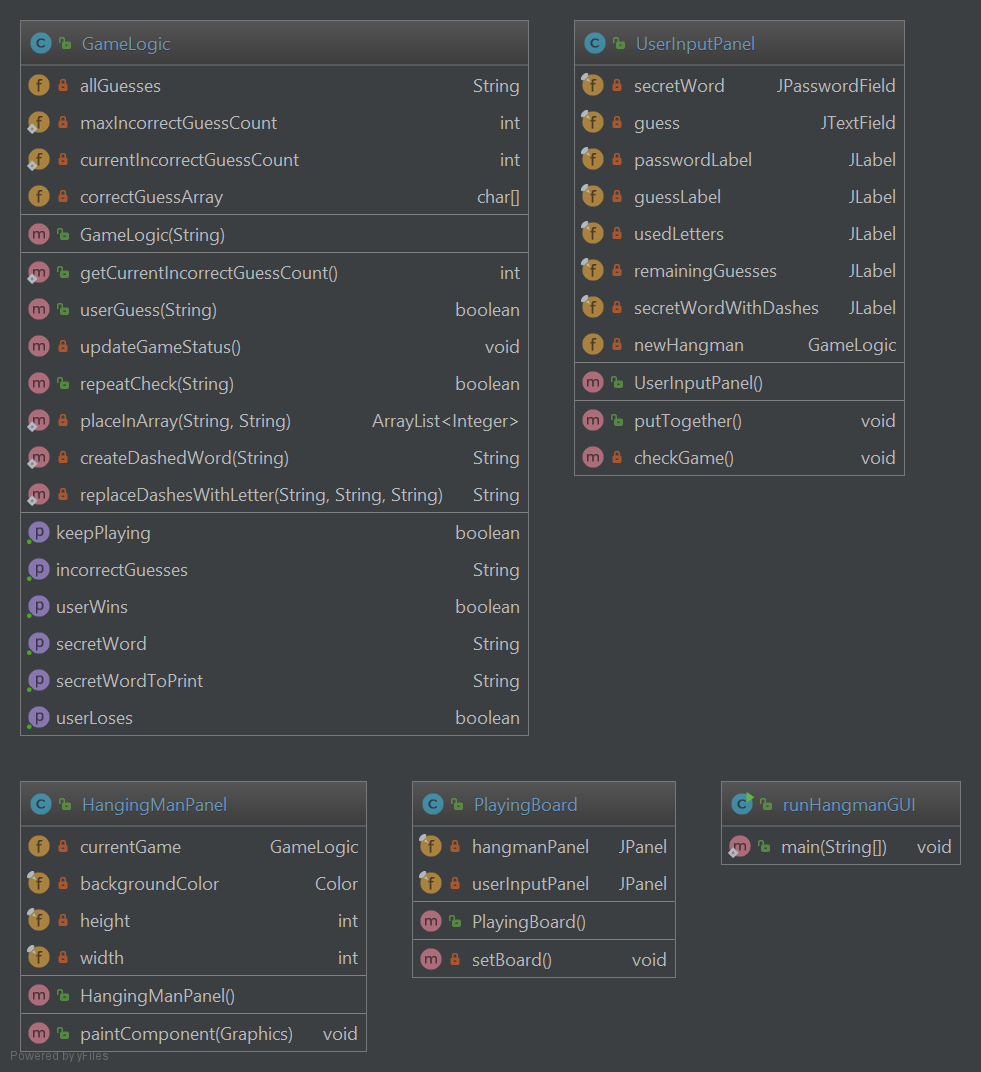 GameLogic
allGuesses String
maxIncorrectGuessCount int
currentIncorrectGuessCount int
correctGuessArray char[]
GameLogic(String)
getCurrentIncorrectGuessCount() int
userGuess(String) boolean
updateGameStatus() void
repeatCheck(String) boolean
placeInArray(String, String) ArrayList<Integer>
createDashedWord(String) String
replaceDashesWithLetter(String, String, String) String
keepPlaying boolean
incorrectGuesses String
userWins boolean
secretWord String
secretWordToPrint String
userLoses boolean
UserInputPanel
secretWord JPasswordField
guess JTextField
passwordLabel JLabel
guessLabel JLabel
usedLetters JLabel
remainingGuesses JLabel
secretWordWithDashes JLabel
newHangman GameLogic
UserInputPanel()
putTogether() void
checkGame() void
HangingManPanel
currentGame GameLogic
backgroundColor Color
height int
width int
HangingManPanel()
paintComponent(Graphics) void
PlayingBoard
hangmanPanel JPanel
userInputPanel JPanel
PlayingBoard()
setBoard() void
runHangmanGUI
main(String[]) void
Powered by yFiles